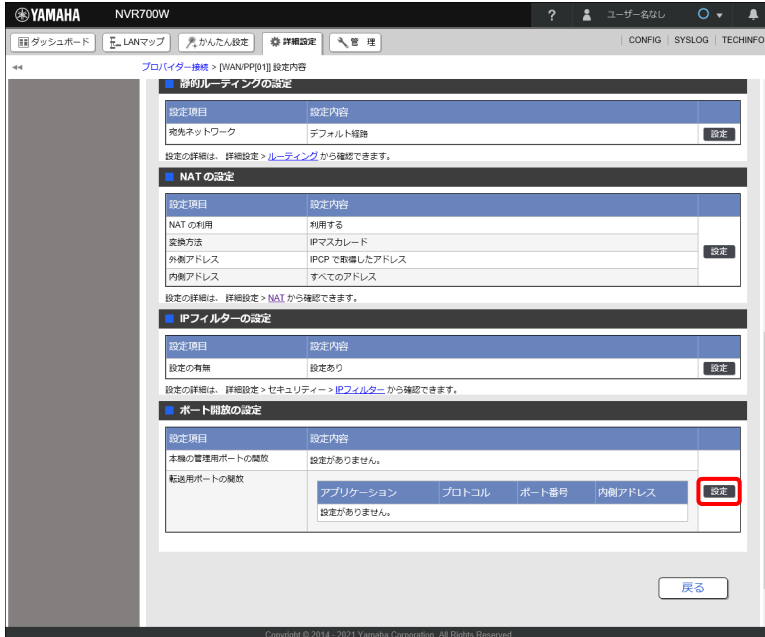 YAMAHA NVR700W ? ユーザー名なし
ダッシュボード LANマップ かんたん設定 詳細設定 管 理 CONFIG SYSLOG TECHINFO
◂◂ プロバイダー接続 > [WAN/PP[01]] 設定内容
静的ルーティングの設定
設定項目 設定内容
宛先ネットワーク デフォルト経路 設定
設定の詳細は、 詳細設定 > ルーティング から確認できます。
NATの設定
設定項目 設定内容
NAT の利用 利用する
変換方法 IPマスカレード
設定
外側アドレス IPCP で取得したアドレス
内側アドレス すべてのアドレス
設定の詳細は、 詳細設定 > NAT から確認できます。
IPフィルターの設定
設定項目 設定内容
設定の有無 設定あり 設定
設定の詳細は、 詳細設定 > セキュリティー > IPフィルター から確認できます。
ポート開放の設定
設定項目 設定内容
本機の管理用ポートの開放 設定がありません。
転送用ポートの開放
アプリケーション プロトコル ポート番号 内側アドレス 設定
設定がありません。
戻る
Copyright © 2014 - 2021 Yamaha Corporation. All Rights Reserved.